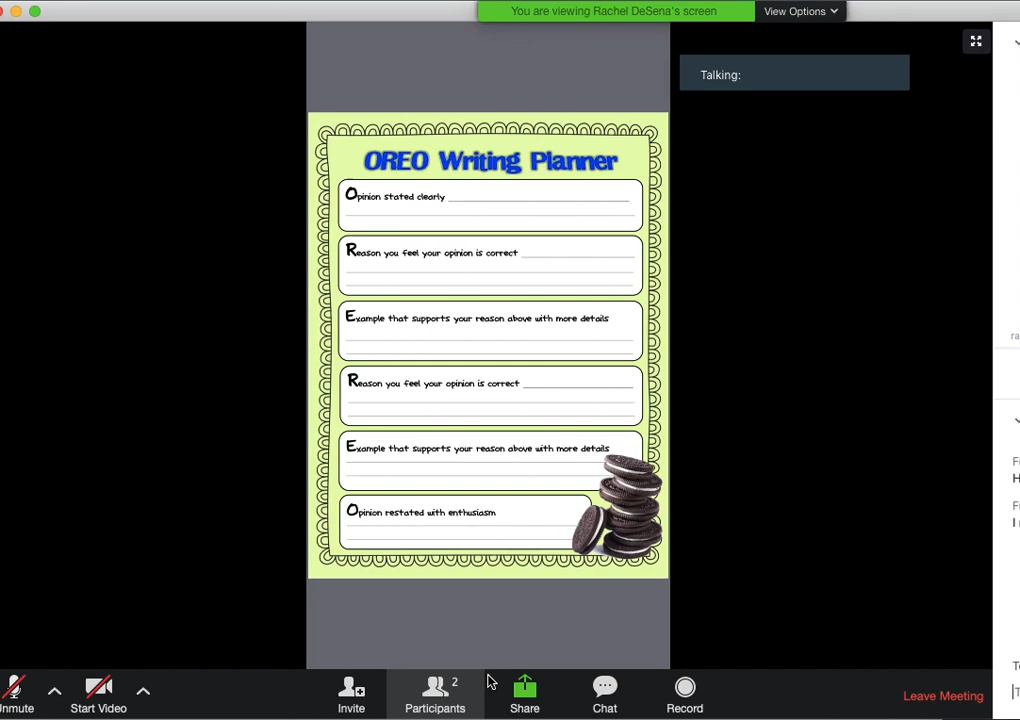 You are viewing Rachel DeSena's screen
View Options
Talking:
OREO Writing Planner
Opinion stated clearly
Reason you feel your opinion is correct
Example that supports your reason above with more details
Reason you feel your opinion is correct
Example that supports your reason above with more details
Opinion restated with enthusiasm
Start Video
Invite
2
Participants
Share
Chat
Record
Leave Meeting